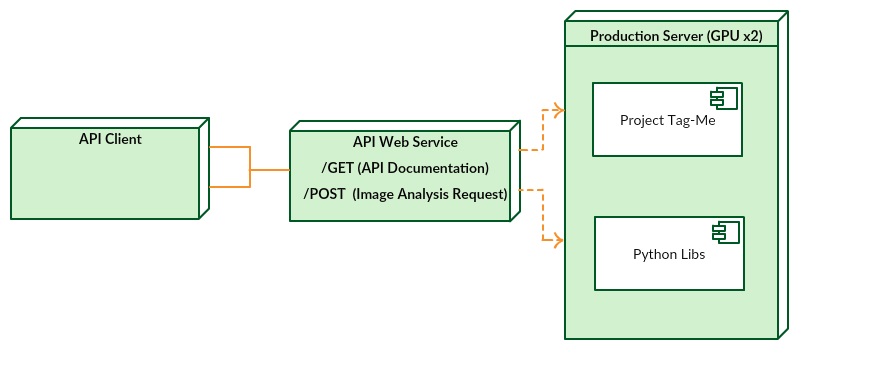 API Client
API Web Service
/GET (API Documentation)
/POST  (Image Analysis Request)
Production Server (GPU x2)
Project Tag-Me
Python Libs